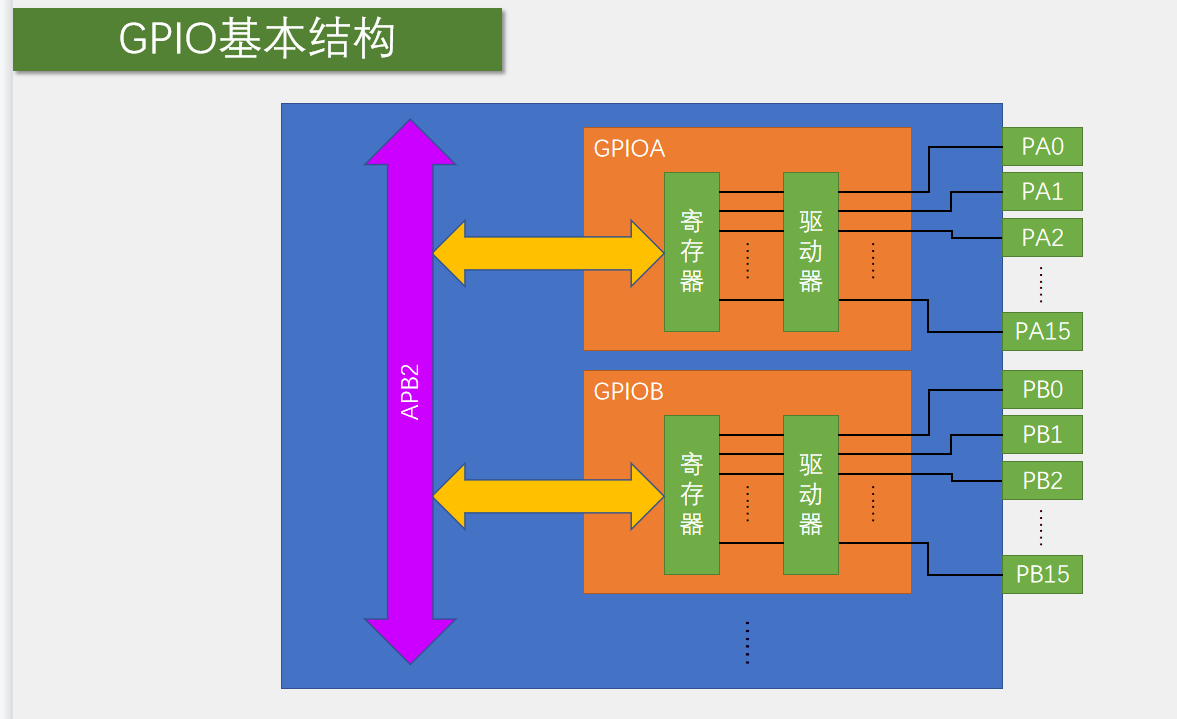 GPIO基本结构
GPIOA
寄存器
驱动器
PA0
PA1
PA2
PA15
APB2
GPIOB
寄存器
驱动器
PB0
PB1
PB2
PB15